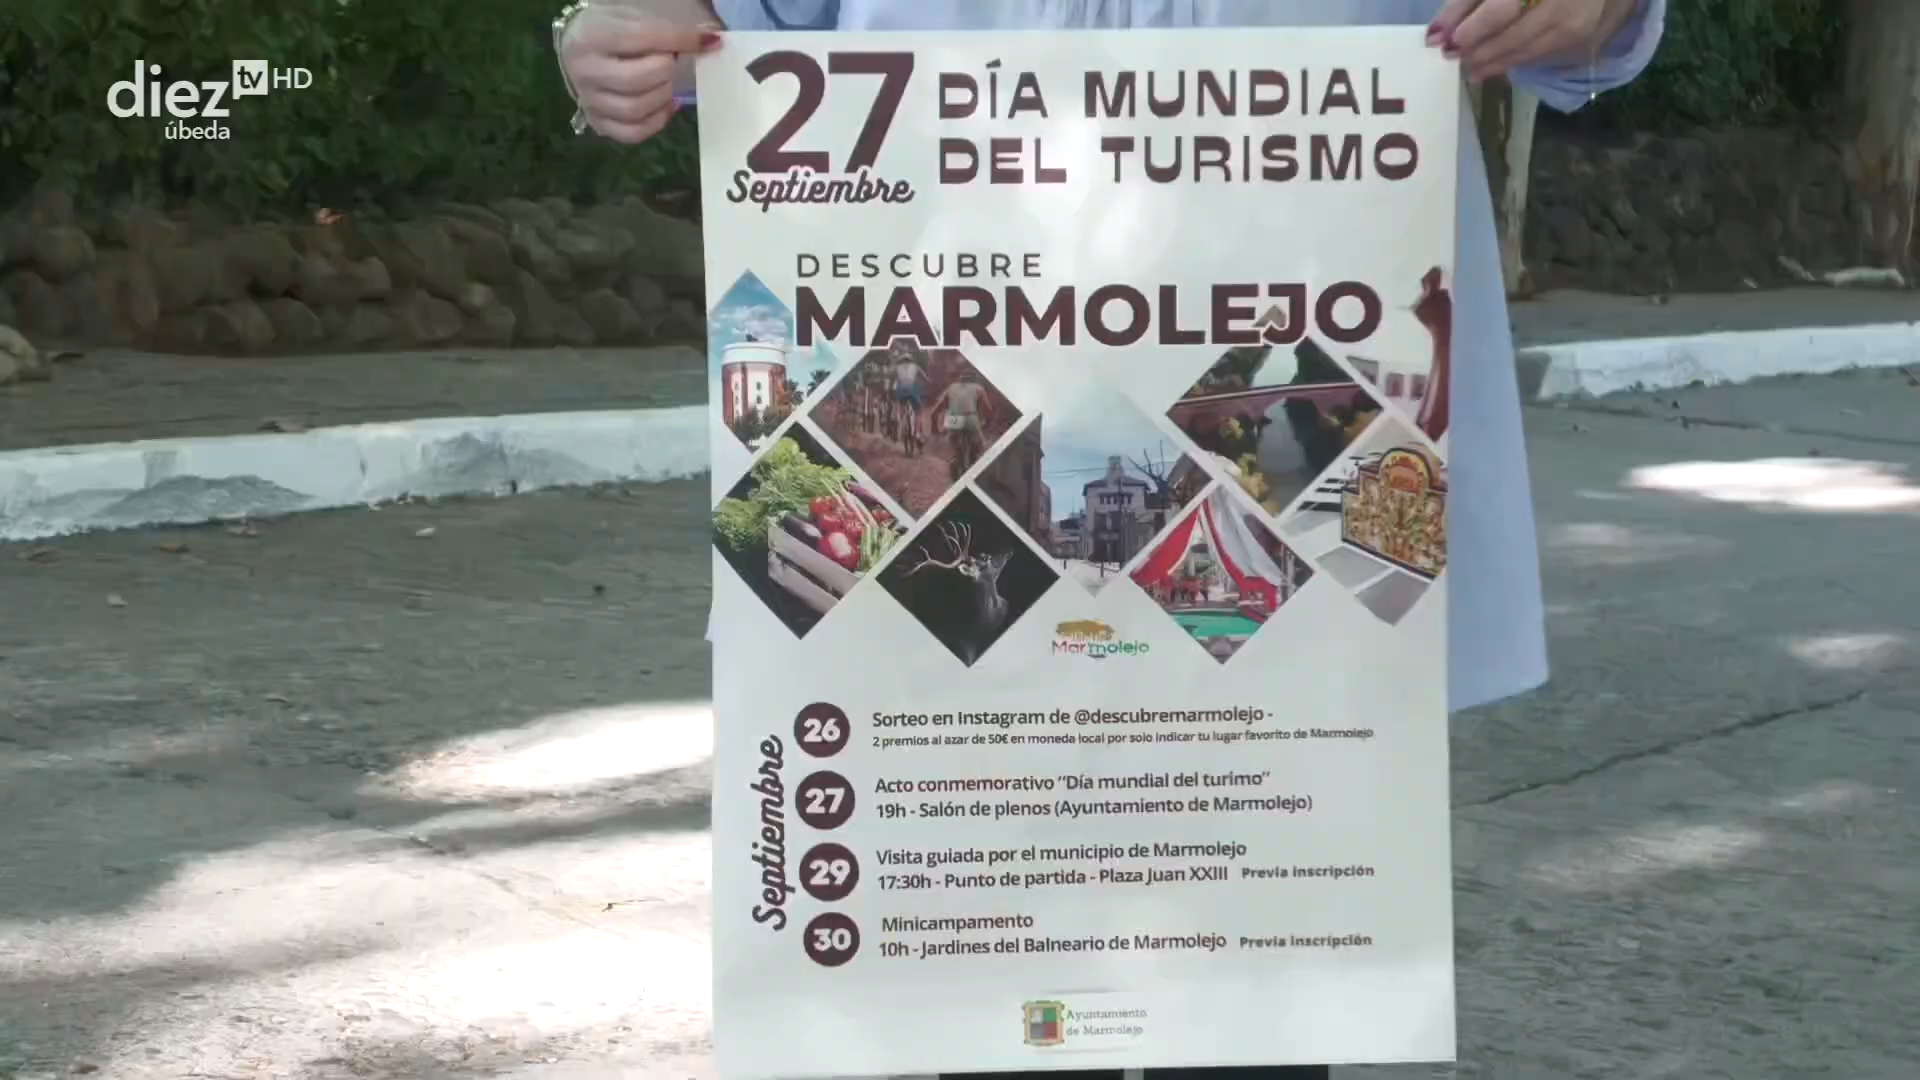 diez tv HD
úbeda
27
Septiembre
DÍA MUNDIAL
DEL TURISMO
DESCUBRE
MARMOLEJO
Marmolejo
Septiembre
26
Sorteo en Instagram de @descubremarmolejo -
2 premios al azar de 50€ en moneda local por solo indicar tu lugar favorito de Marmolejo
27
Acto conmemorativo "Día mundial del turimo"
19h - Salón de plenos (Ayuntamiento de Marmolejo)
29
Visita guiada por el municipio de Marmolejo
17:30h - Punto de partida - Plaza Juan XXIII Previa inscripción
30
Minicampamento
10h - Jardines del Balneario de Marmolejo Previa inscripción
Ayuntamiento
de Marmolejo